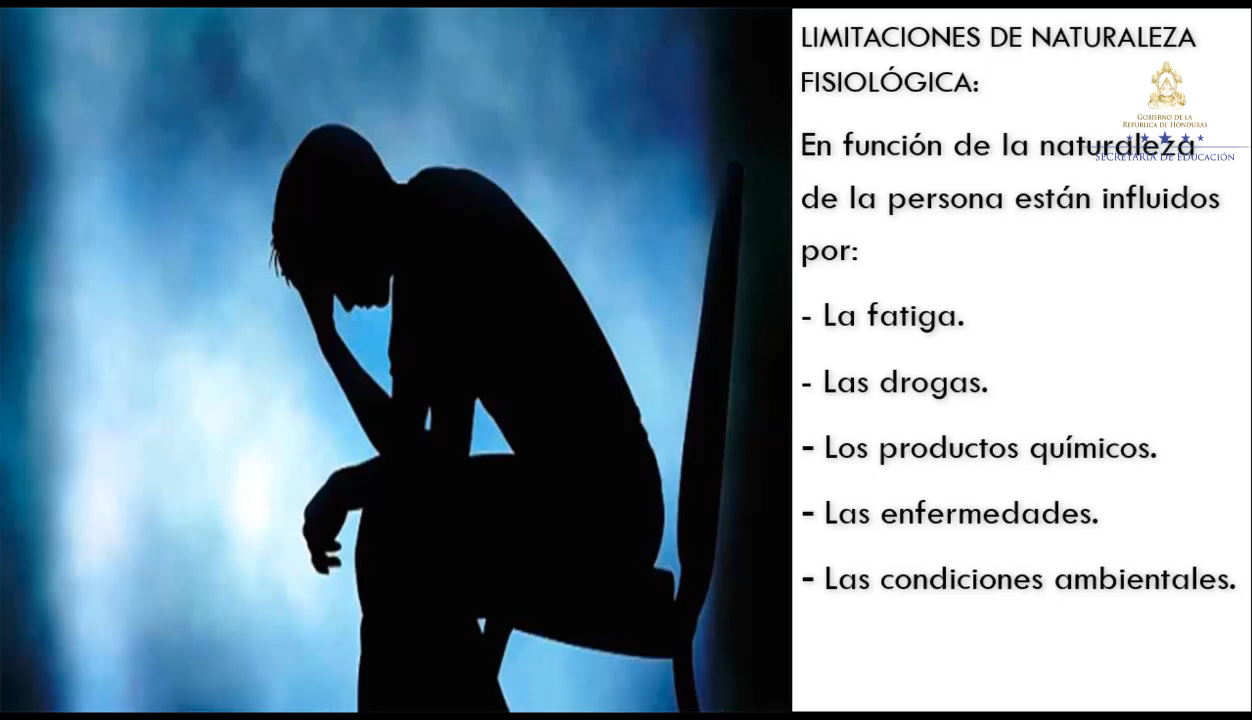 LIMITACIONES DE NATURALEZA
FISIOLÓGICA:
GOBIERNO DE LA
REPÚBLICA DE HONDURAS
En función de la naturaleza
SECRETARÍA DE EDUCACIÓN
de la persona están influidos
por:
- La fatiga.
- Las drogas.
- Los productos químicos.
- Las enfermedades.
- Las condiciones ambientales.